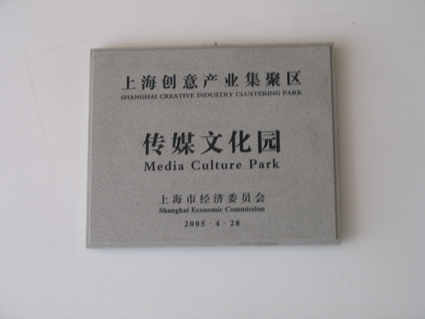 上海创意产业集聚区
SHANGHAI CREATIVE INDUSTRY CLUSTERING PARK
传媒文化园
Media Culture Park
上海市经济委员会
Shanghai Economic Commission
2005·4·28